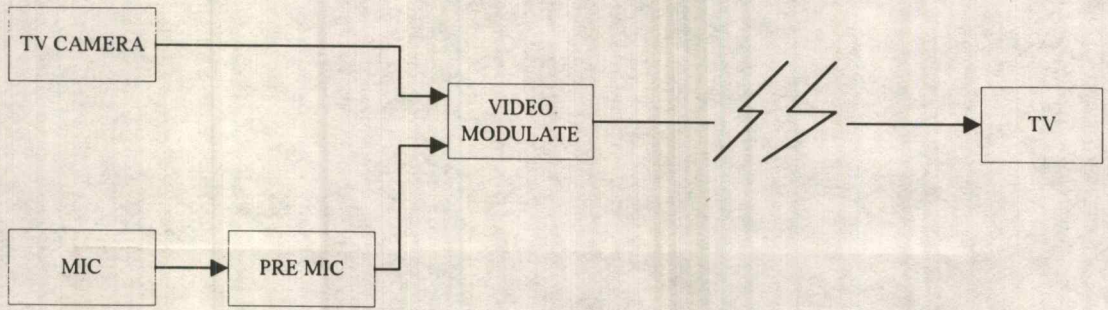 TV CAMERA
VIDEO
MODULATE
TV
MIC
PRE MIC